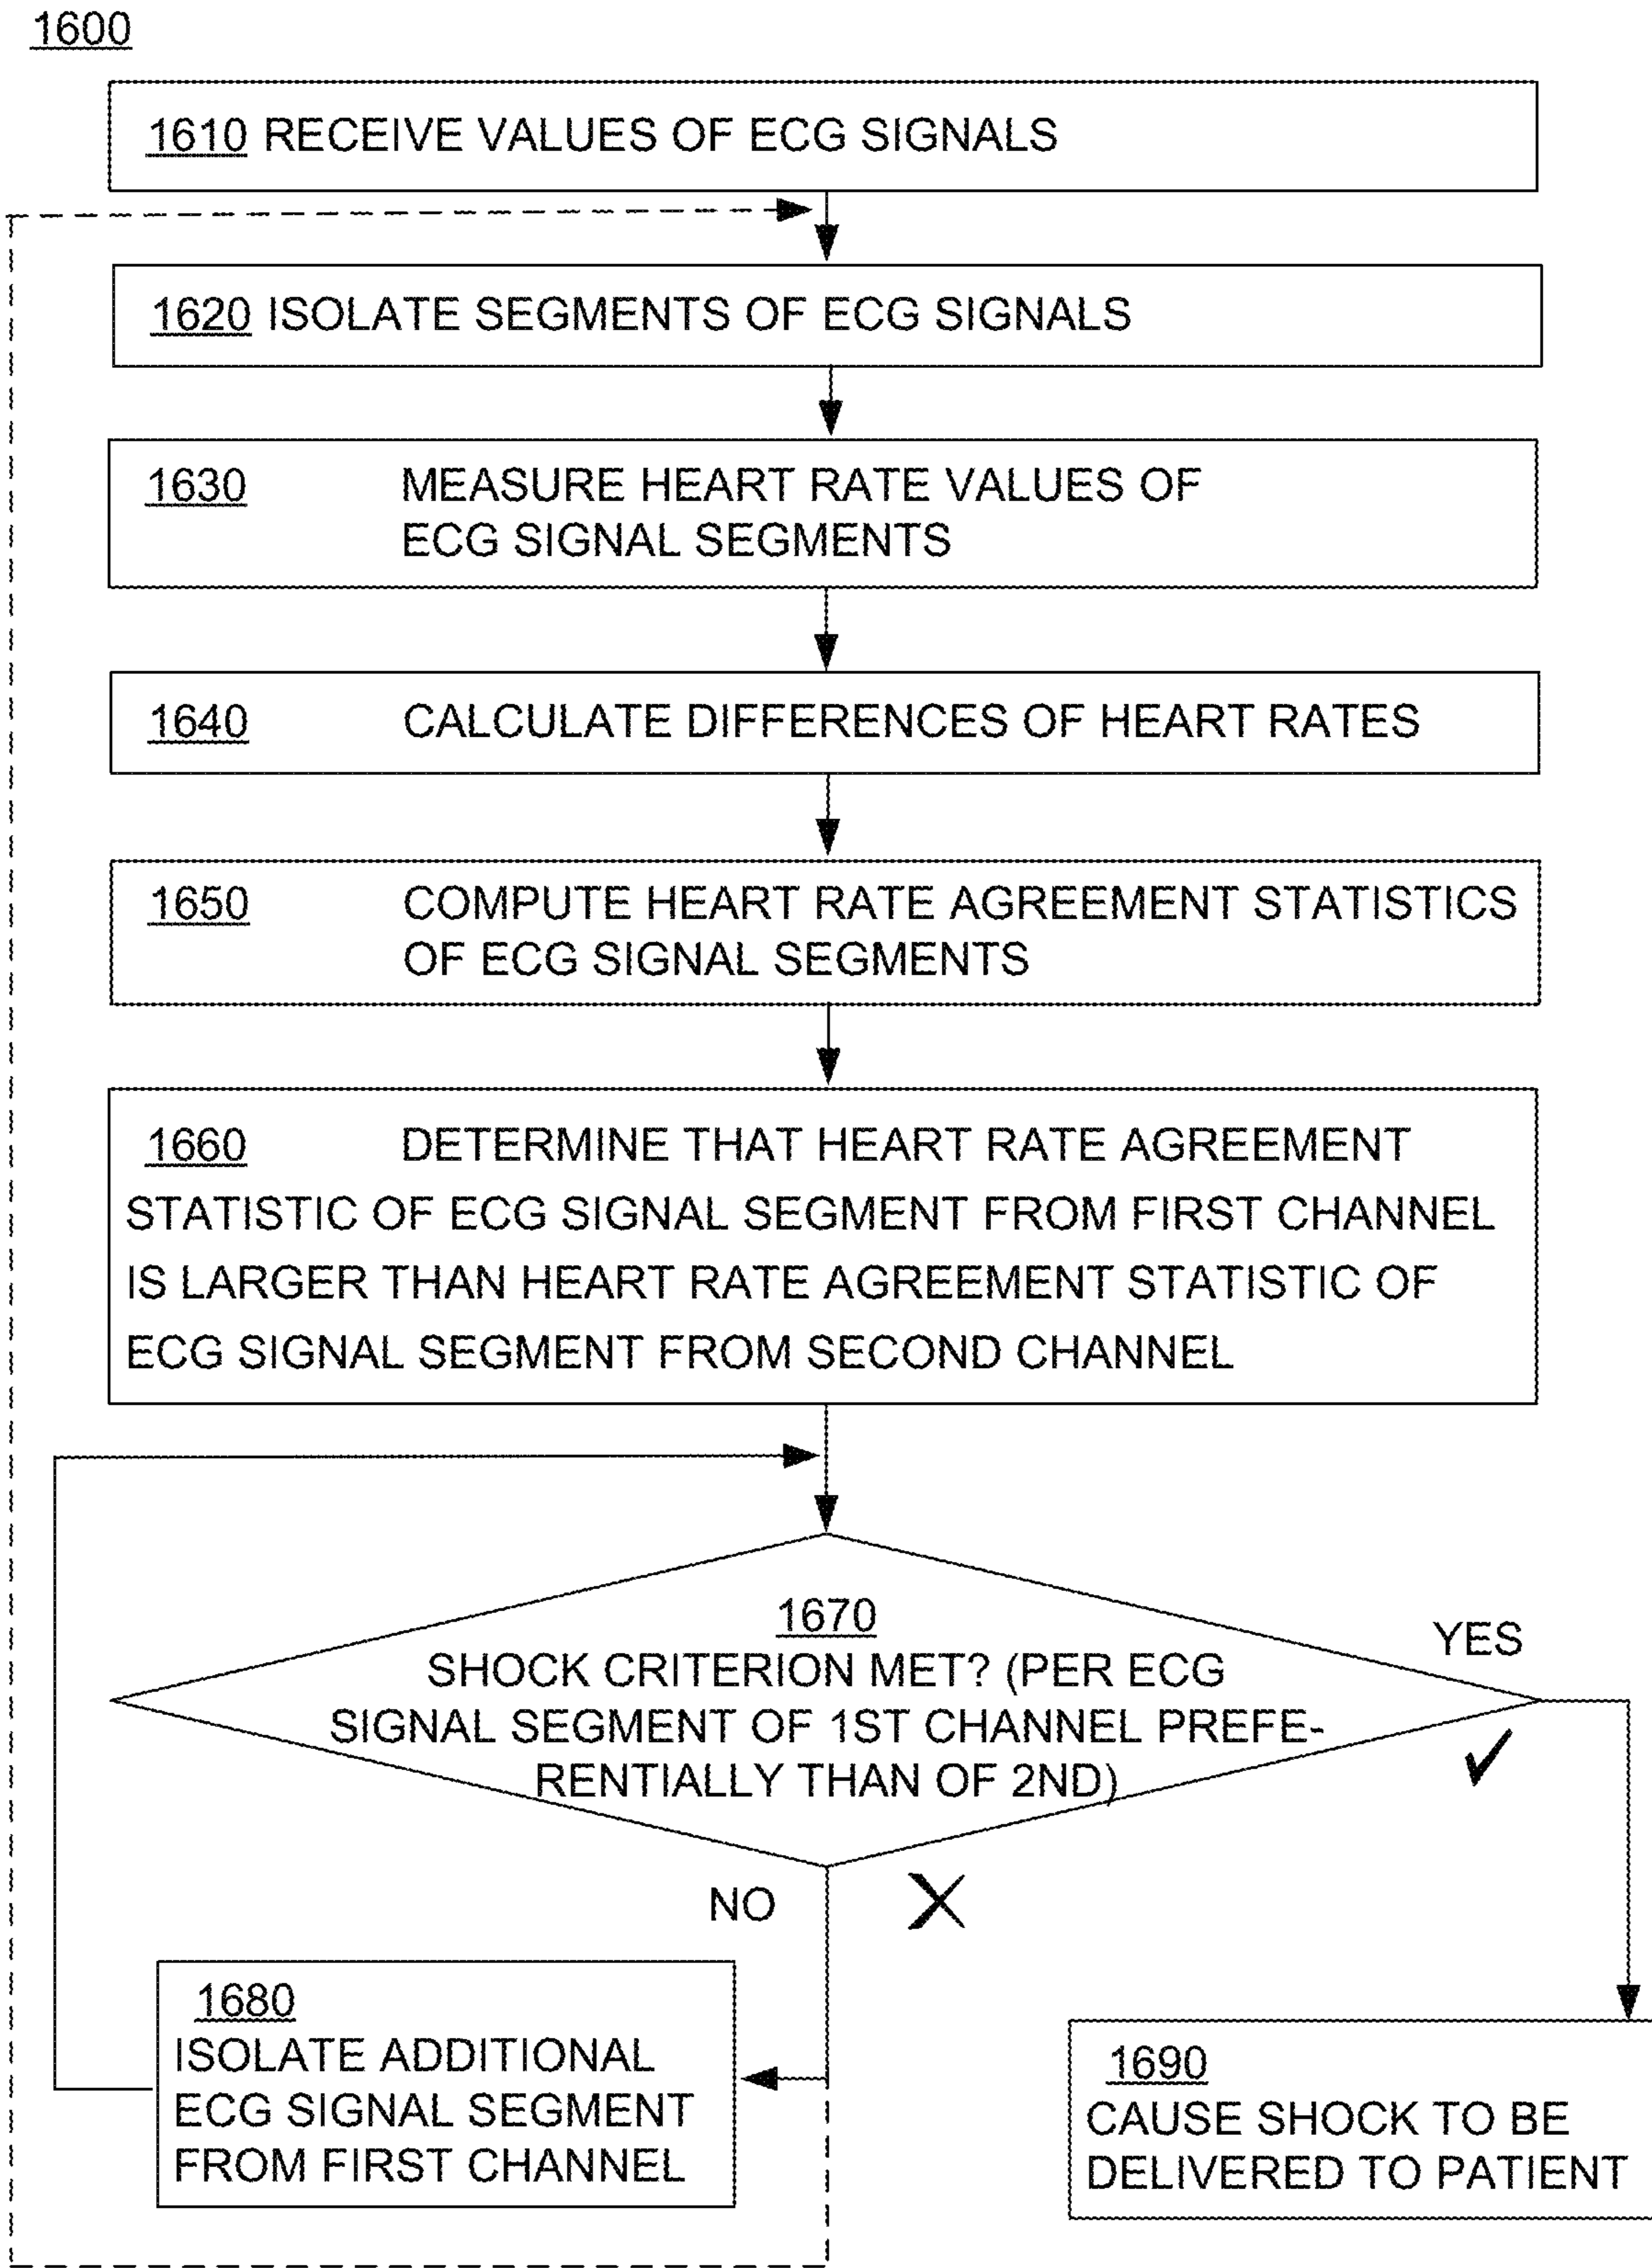 1600
1610 RECEIVE VALUES OF ECG SIGNALS
1620 ISOLATE SEGMENTS OF ECG SIGNALS
1630 MEASURE HEART RATE VALUES OF
ECG SIGNAL SEGMENTS
1640 CALCULATE DIFFERENCES OF HEART RATES
1650 COMPUTE HEART RATE AGREEMENT STATISTICS
OF ECG SIGNAL SEGMENTS
1660 DETERMINE THAT HEART RATE AGREEMENT
STATISTIC OF ECG SIGNAL SEGMENT FROM FIRST CHANNEL
IS LARGER THAN HEART RATE AGREEMENT STATISTIC OF
ECG SIGNAL SEGMENT FROM SECOND CHANNEL
1670
SHOCK CRITERION MET? (PER ECG
SIGNAL SEGMENT OF 1ST CHANNEL PREFE-
RENTIALLY THAN OF 2ND)
YES
NO
1680
ISOLATE ADDITIONAL
ECG SIGNAL SEGMENT
FROM FIRST CHANNEL
1690
CAUSE SHOCK TO BE
DELIVERED TO PATIENT